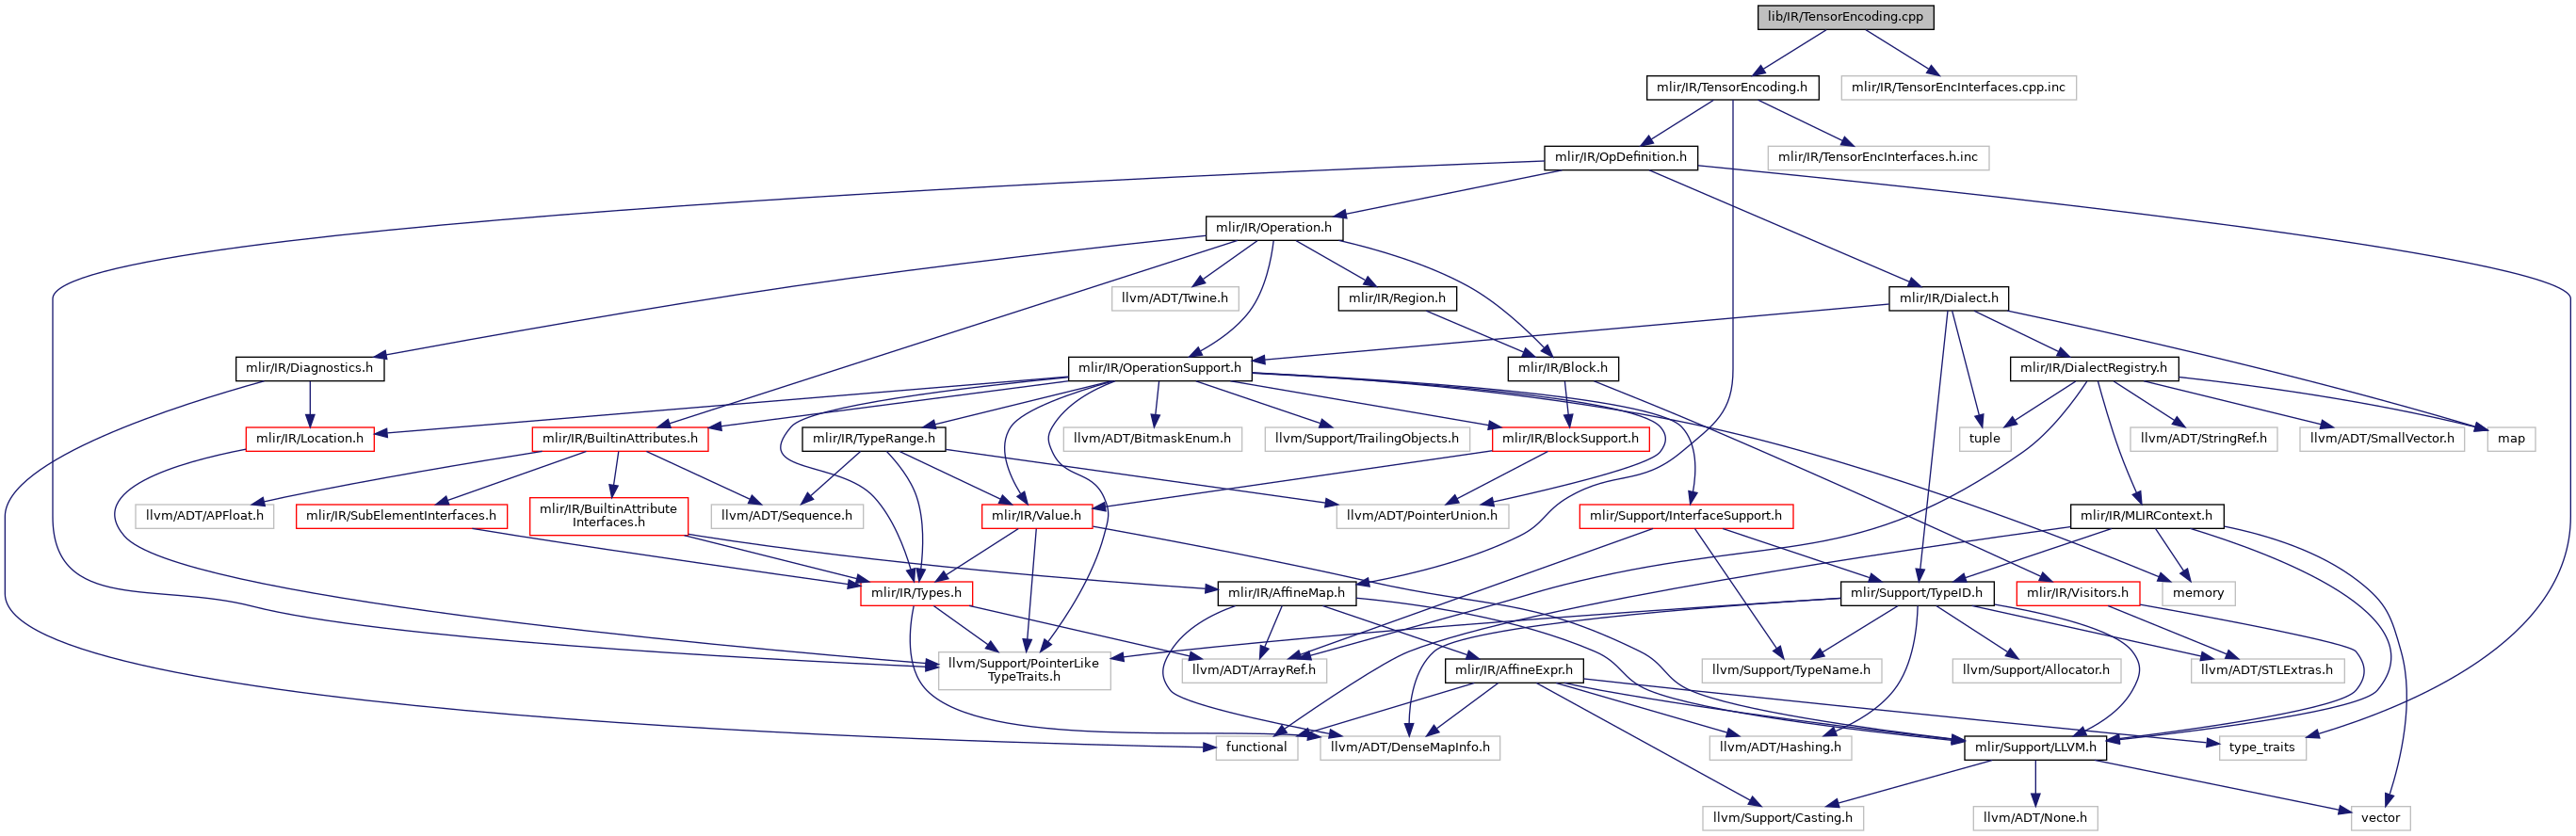 lib/IR/TensorEncoding.cpp
mlir/IR/TensorEncoding.h
mlir/IR/TensorEncInterfaces.cpp.inc
mlir/IR/OpDefinition.h
mlir/IR/TensorEncInterfaces.h.inc
mlir/IR/Operation.h
llvm/ADT/Twine.h
mlir/IR/Region.h
mlir/IR/Dialect.h
mlir/IR/Diagnostics.h
mlir/IR/OperationSupport.h
mlir/IR/Block.h
mlir/IR/DialectRegistry.h
mlir/IR/Location.h
mlir/IR/BuiltinAttributes.h
mlir/IR/TypeRange.h
llvm/ADT/BitmaskEnum.h
llvm/Support/TrailingObjects.h
mlir/IR/BlockSupport.h
tuple
llvm/ADT/StringRef.h
llvm/ADT/SmallVector.h
map
llvm/ADT/APFloat.h
mlir/IR/SubElementInterfaces.h
mlir/IR/BuiltinAttribute
Interfaces.h
llvm/ADT/Sequence.h
mlir/IR/Value.h
llvm/ADT/PointerUnion.h
mlir/Support/InterfaceSupport.h
mlir/IR/MLIRContext.h
mlir/IR/Types.h
mlir/IR/AffineMap.h
mlir/Support/TypeID.h
mlir/IR/Visitors.h
memory
llvm/Support/PointerLike
TypeTraits.h
llvm/ADT/ArrayRef.h
mlir/IR/AffineExpr.h
llvm/Support/TypeName.h
llvm/Support/Allocator.h
llvm/ADT/STLExtras.h
functional
llvm/ADT/DenseMapInfo.h
llvm/ADT/Hashing.h
mlir/Support/LLVM.h
type_traits
llvm/Support/Casting.h
llvm/ADT/None.h
vector